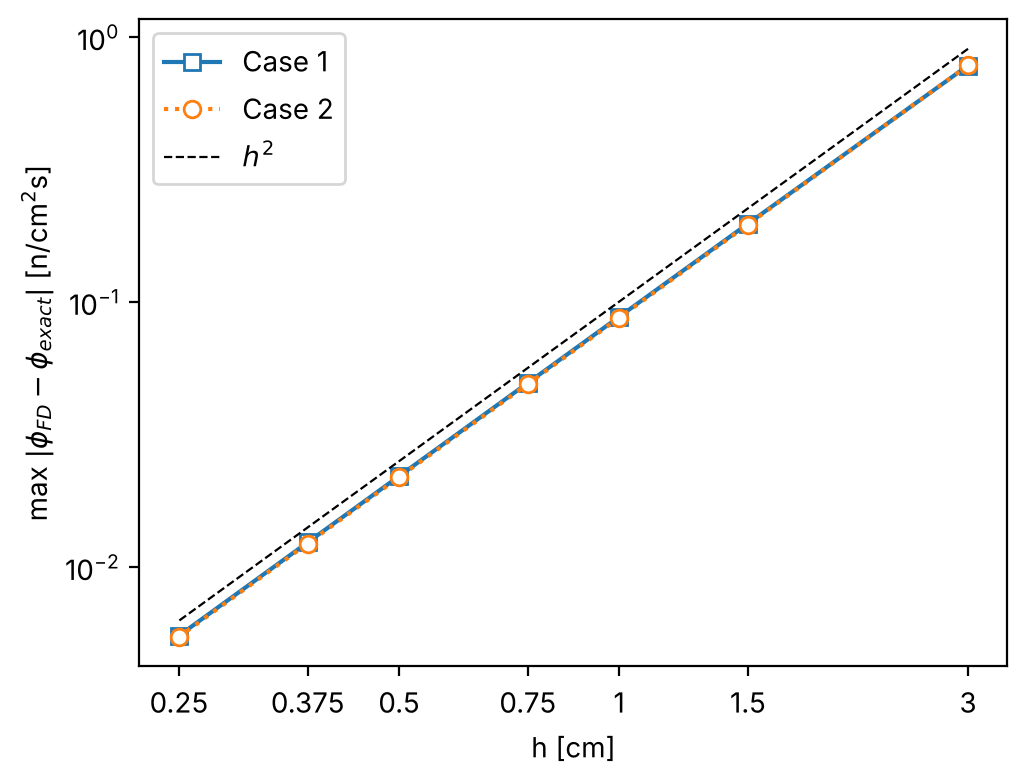 10⁰
10⁻¹
10⁻²
max |ϕ_FD − ϕ_exact| [n/cm²s]
Case 1
Case 2
h²
0.25 0.375 0.5 0.75 1 1.5 3
h [cm]